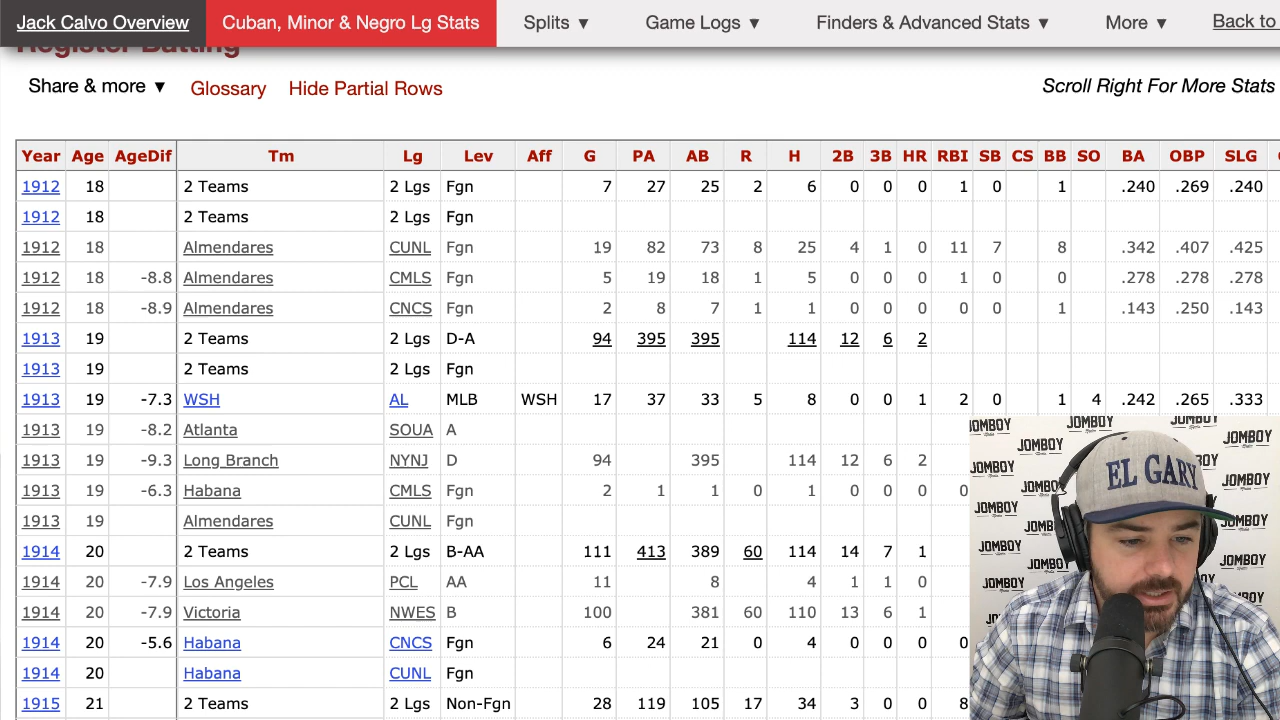 Jack Calvo Overview Cuban, Minor & Negro Lg Stats Splits ▼ Game Logs ▼ Finders & Advanced Stats ▼ More ▼ Back to
Register Batting
Share & more ▼ Glossary Hide Partial Rows Scroll Right For More Stats
Year Age AgeDif Tm Lg Lev Aff G PA AB R H 2B 3B HR RBI SB CS BB SO BA OBP SLG
1912 18 2 Teams 2 Lgs Fgn 7 27 25 2 6 0 0 0 1 0 1 .240 .269 .240
1912 18 2 Teams 2 Lgs Fgn
1912 18 Almendares CUNL Fgn 19 82 73 8 25 4 1 0 11 7 8 .342 .407 .425
1912 18 -8.8 Almendares CMLS Fgn 5 19 18 1 5 0 0 0 1 0 0 .278 .278 .278
1912 18 -8.9 Almendares CNCS Fgn 2 8 7 1 1 0 0 0 0 0 1 .143 .250 .143
1913 19 2 Teams 2 Lgs D-A 94 395 395 114 12 6 2
1913 19 2 Teams 2 Lgs Fgn
1913 19 -7.3 WSH AL MLB WSH 17 37 33 5 8 0 0 1 2 0 1 4 .242 .265 .333
1913 19 -8.2 Atlanta SOUA A
1913 19 -9.3 Long Branch NYNJ D 94 395 114 12 6 2
1913 19 -6.3 Habana CMLS Fgn 2 1 1 0 1 0 0 0 0
1913 19 Almendares CUNL Fgn
1914 20 2 Teams 2 Lgs B-AA 111 413 389 60 114 14 7 1
1914 20 -7.9 Los Angeles PCL AA 11 8 4 1 1 0
1914 20 -7.9 Victoria NWES B 100 381 60 110 13 6 1
1914 20 -5.6 Habana CNCS Fgn 6 24 21 0 4 0 0 0 0
1914 20 Habana CUNL Fgn
1915 21 2 Teams 2 Lgs Non-Fgn 28 119 105 17 34 3 0 0 8
EL GARY
JOMBOY
JOMBOY
JOMBOY
JOMBOY
JOMBOY
JOMBOY
JOMBOY
JOMBOY
JOMBOY
JOMBOY
JOMBOY
JOMBOY